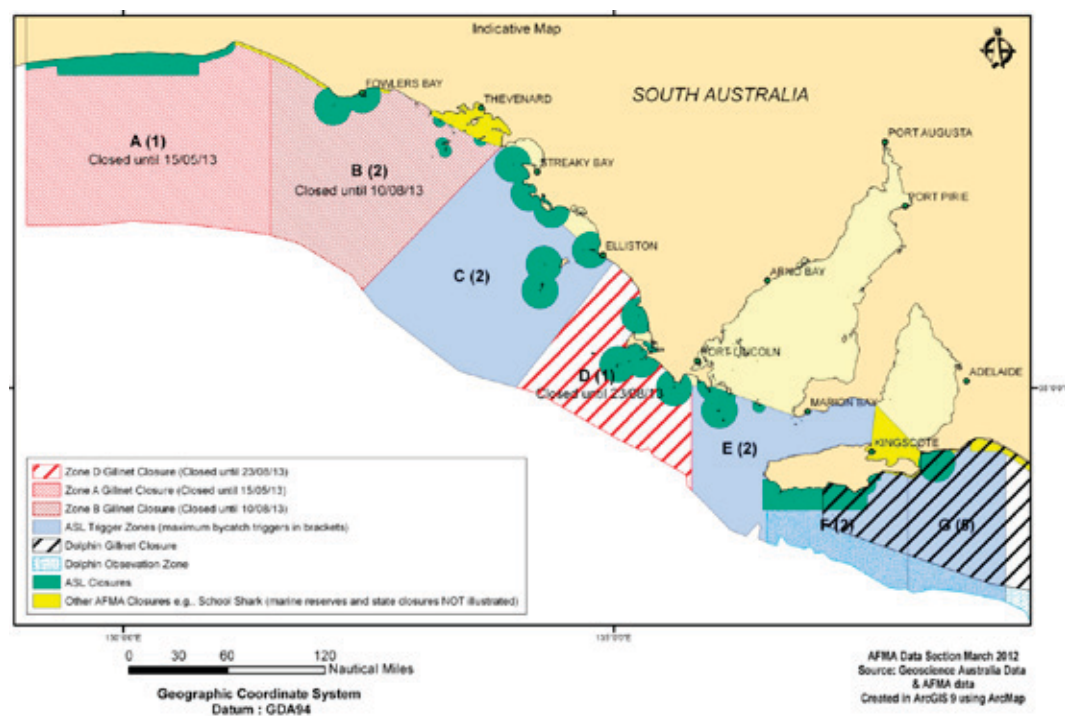 Indicative Map
FOWLERS BAY
THEVENARD
SOUTH AUSTRALIA
A (1)
Closed until 15/05/13
PORT AUGUSTA
B (2)
Closed until 10/08/13
STREAKY BAY
PORT PIRIE
ELLISTON
C (2)
ARNO BAY
PORT LINCOLN
D (1)
Closed until 23/08/13
ADELAIDE
MARION BAY
E (2)
KINGSCOTE
F (2)
G (5)
Zone D Gillnet Closure (Closed until 23/08/13)
Zone A Gillnet Closure (Closed until 15/05/13)
Zone B Gillnet Closure (Closed until 10/08/13)
ASL Trigger Zones (maximum bycatch triggers in brackets)
Dolphin Gillnet Closure
Dolphin Obsevation Zone
ASL Closures
Other AFMA Closures e.g., School Shark (marine reserves and state closures NOT illustrated)
0 30 60 120
Nautical Miles
Geographic Coordinate System
Datum : GDA94
AFMA Data Section March 2012
Source: Geoscience Australia Data
& AFMA data
Created in ArcGIS 9 using ArcMap